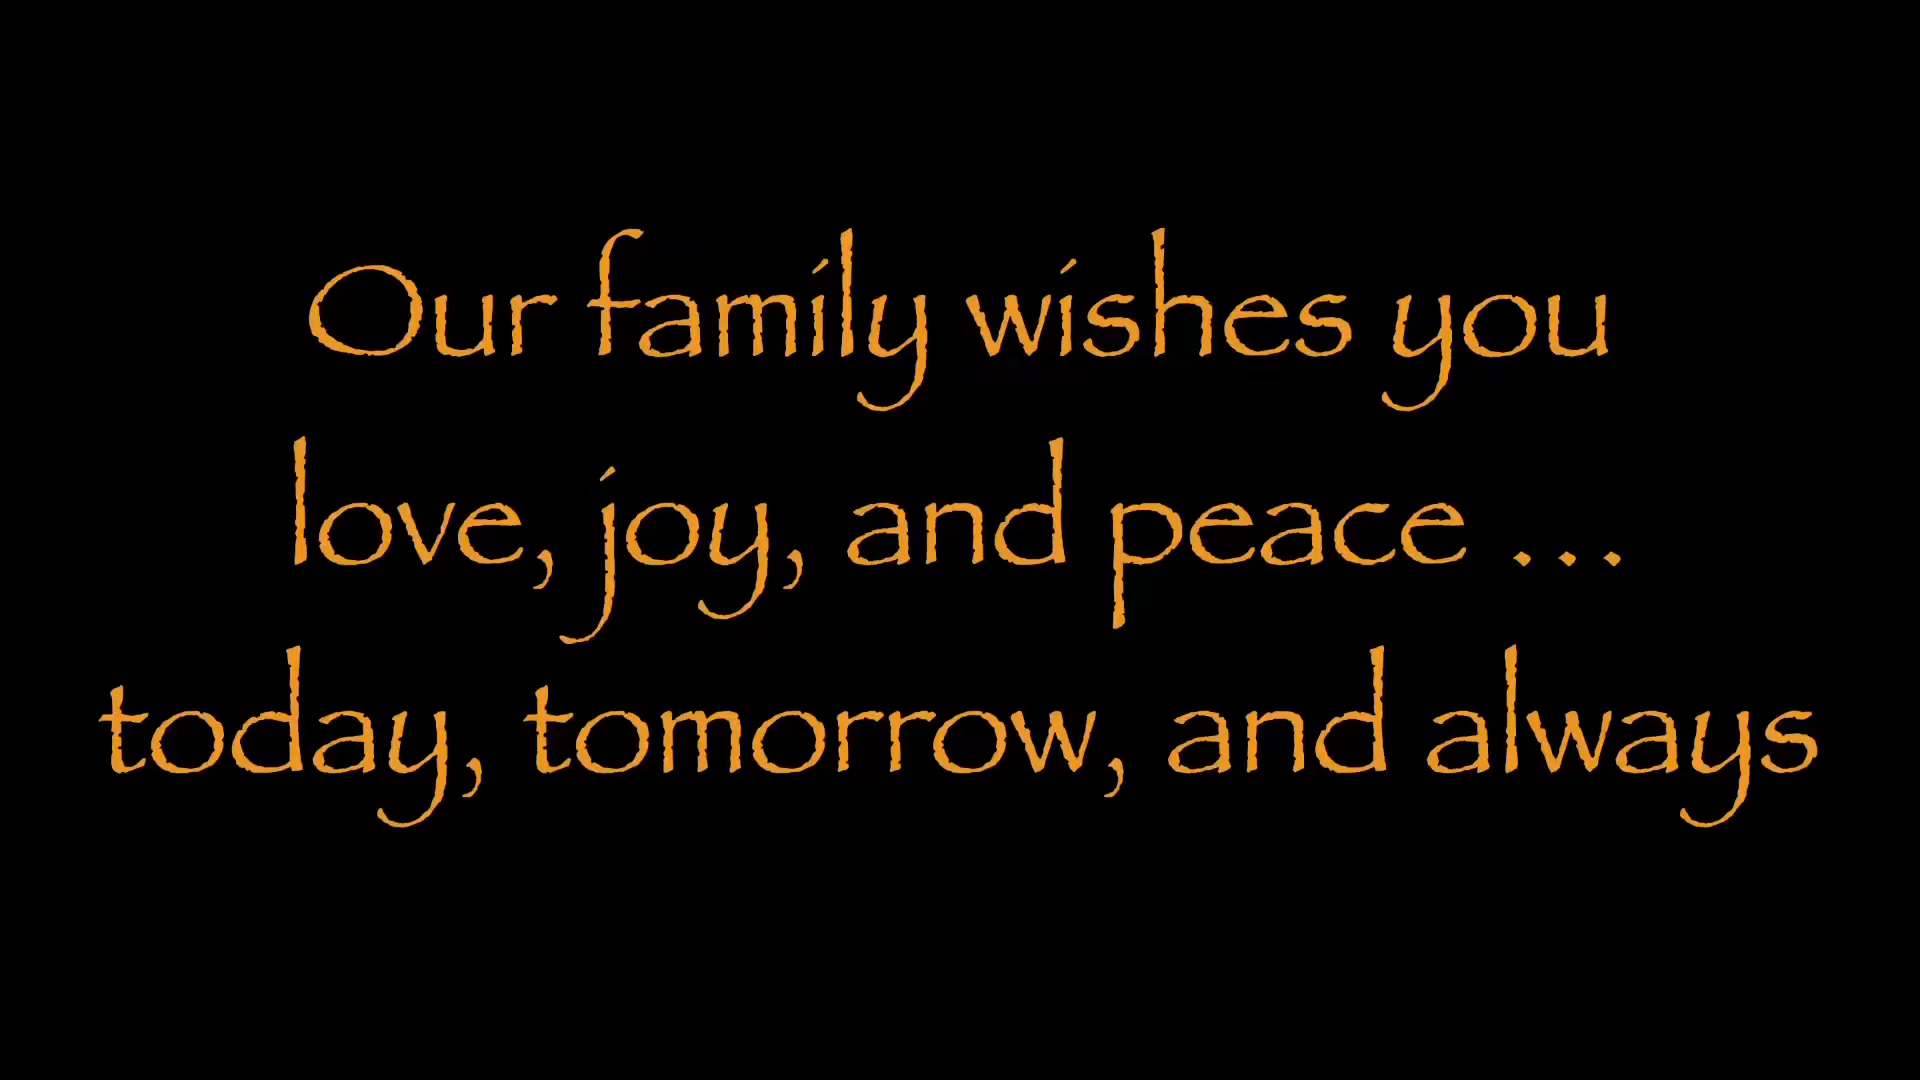 Our family wishes you
love, joy, and peace ...
today, tomorrow, and always